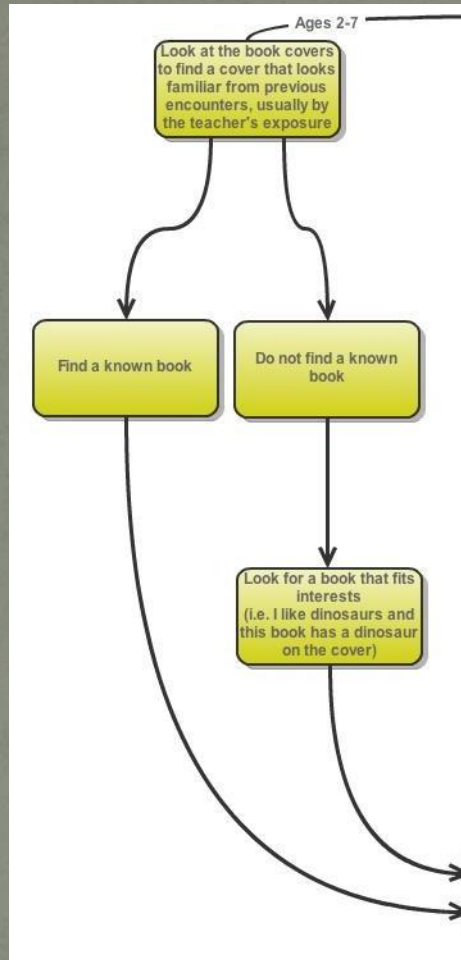 Ages 2-7
Look at the book covers
to find a cover that looks
familiar from previous
encounters, usually by
the teacher's exposure
Find a known book
Do not find a known
book
Look for a book that fits
interests
(i.e. I like dinosaurs and
this book has a dinosaur
on the cover)